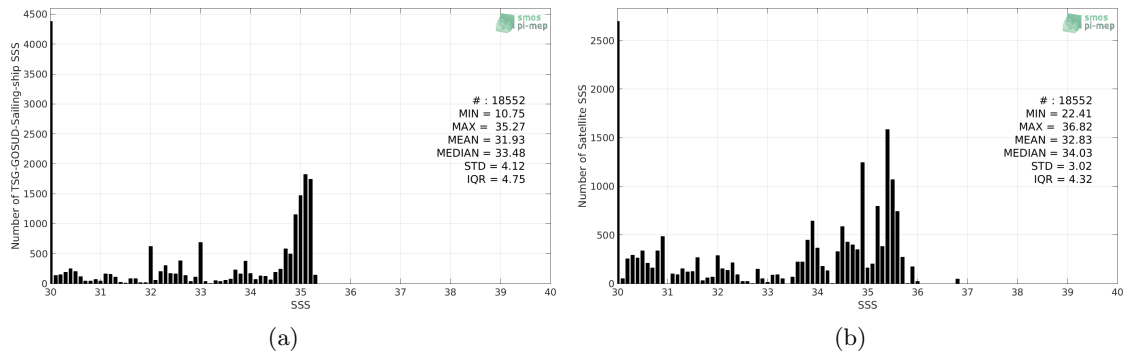 4500
4000
3500
3000
2500
2000
1500
1000
500
0
Number of TSG-GOSUD-Sailing-ship SSS
smos
pi-mep
# : 18552
MIN = 10.75
MAX = 35.27
MEAN = 31.93
MEDIAN = 33.48
STD = 4.12
IQR = 4.75
30 31 32 33 34 35 36 37 38 39 40
SSS
(a)
2500
2000
1500
1000
500
0
Number of Satellite SSS
smos
pi-mep
# : 18552
MIN = 22.41
MAX = 36.82
MEAN = 32.83
MEDIAN = 34.03
STD = 3.02
IQR = 4.32
30 31 32 33 34 35 36 37 38 39 40
SSS
(b)